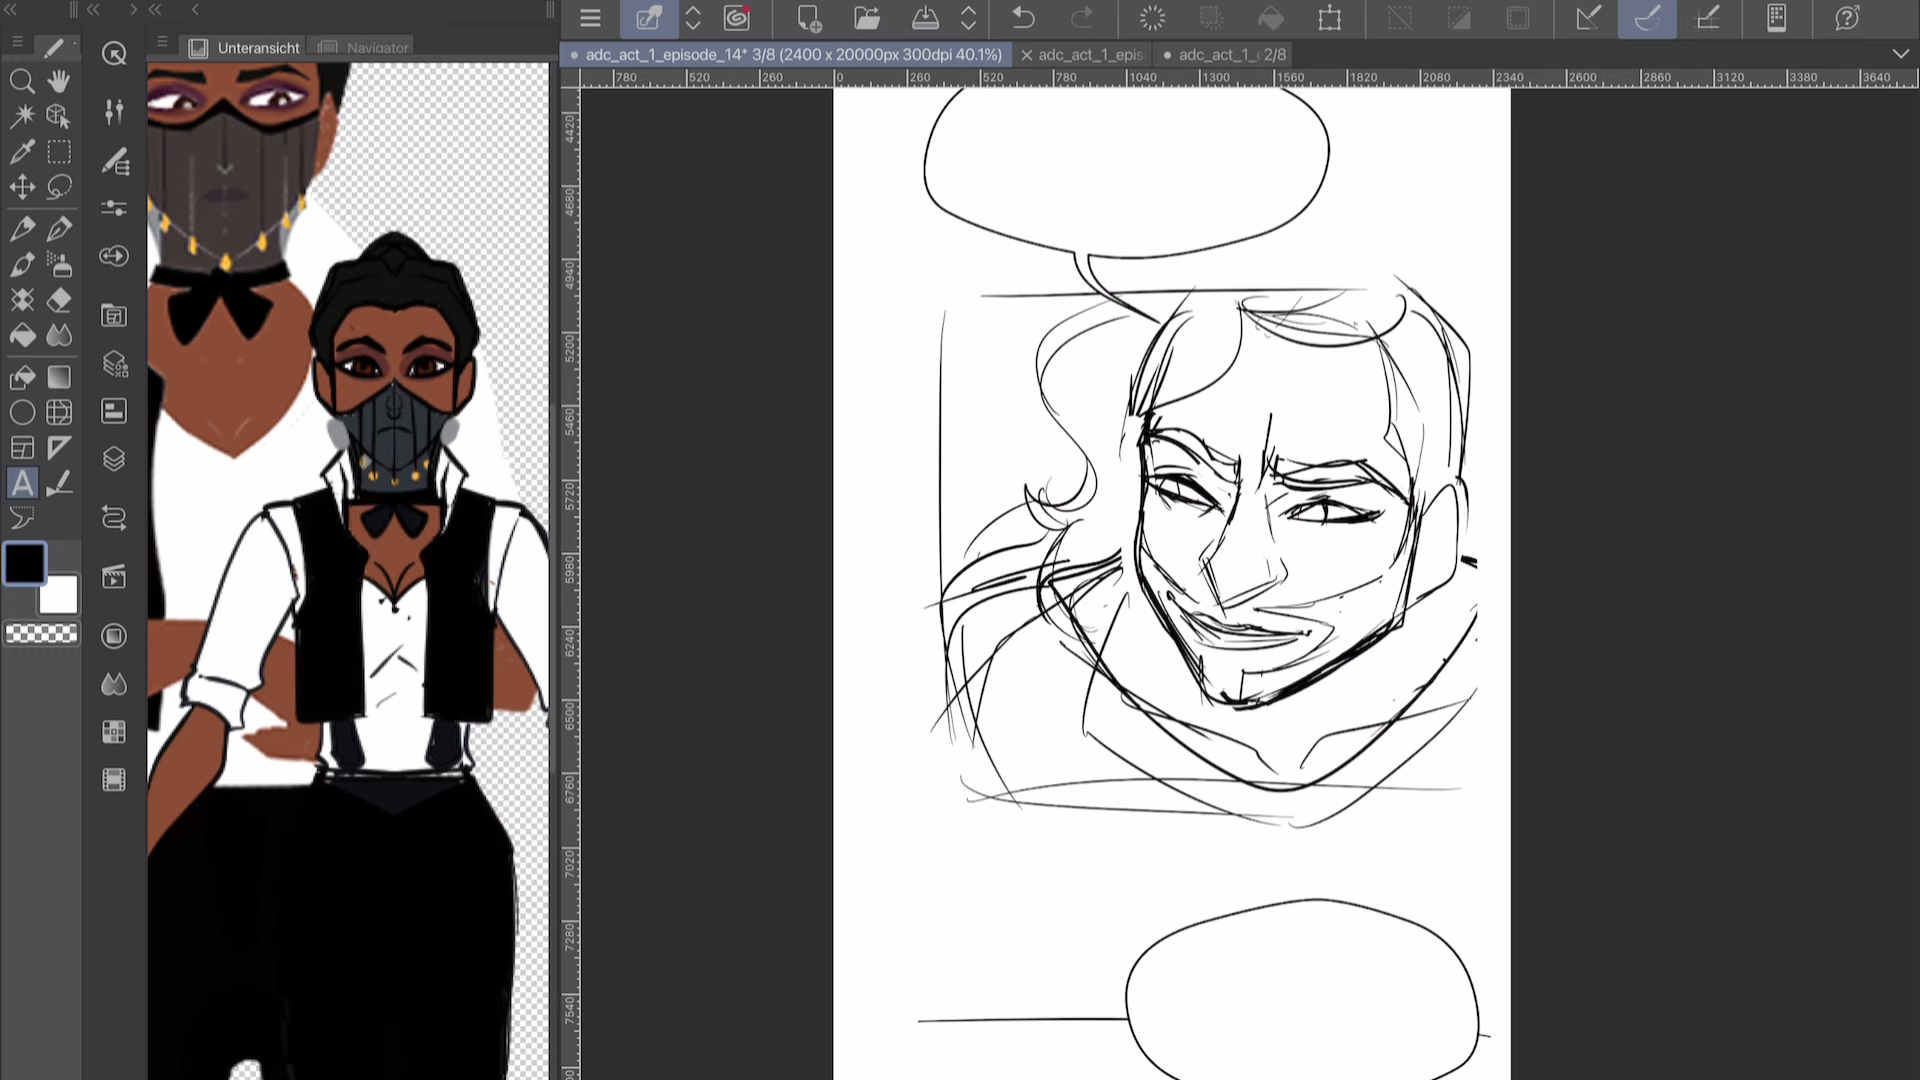 Unteransicht
Navigator
adc_act_1_episode_14* 3/8 (2400 x 20000px 300dpi 40.1%)
adc_act_1_epis
adc_act_1_ 2/8
780 520 260 0 260 520 780 1040 1300 1560 1820 2080 2340 2600 2860 3120 3380 3640
4420
4680
4940
5200
5460
5720
5980
6240
6500
6760
7020
7280
7540
A